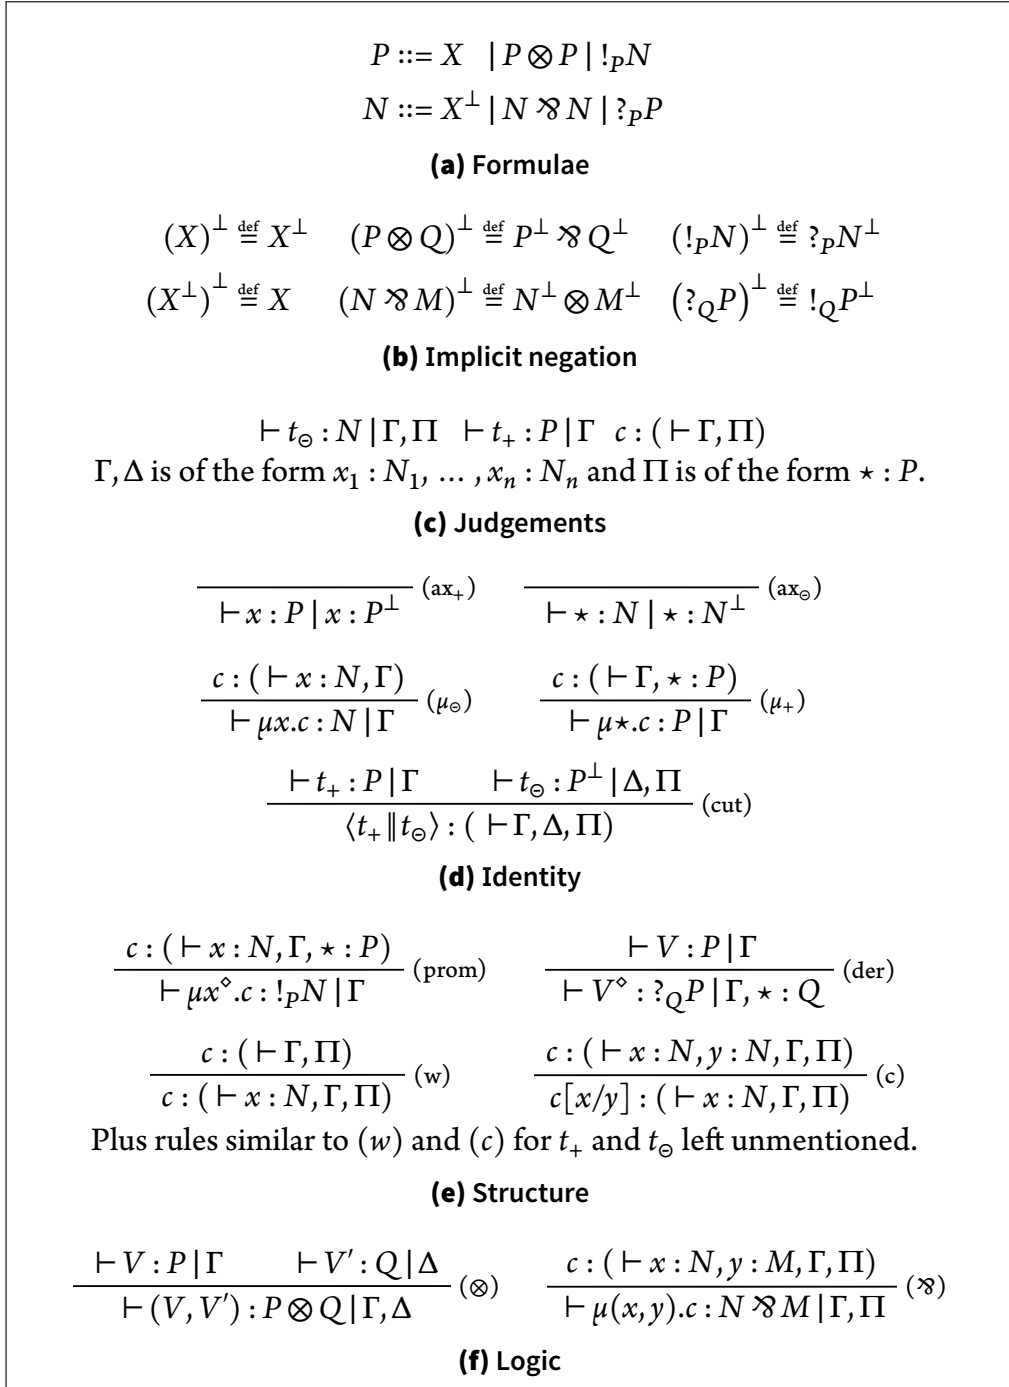 P ::= X | P ⊗ P | !_P N
N ::= X^⊥ | N ⅋ N | ?_P P
(a) Formulae
(X)^⊥ ≝ X^⊥ (P ⊗ Q)^⊥ ≝ P^⊥ ⅋ Q^⊥ (!_P N)^⊥ ≝ ?_P N^⊥
(X^⊥)^⊥ ≝ X (N ⅋ M)^⊥ ≝ N^⊥ ⊗ M^⊥ (?_Q P)^⊥ ≝ !_Q P^⊥
(b) Implicit negation
⊢ t_⊖ : N | Γ, Π ⊢ t_+ : P | Γ c : (⊢ Γ, Π)
Γ, Δ is of the form x_1 : N_1, … , x_n : N_n and Π is of the form ⋆ : P.
(c) Judgements
(ax_+) (ax_⊖)
⊢ x : P | x : P^⊥ ⊢ ⋆ : N | ⋆ : N^⊥
c : (⊢ x : N, Γ) c : (⊢ Γ, ⋆ : P)
(μ_⊖) (μ_+)
⊢ μx.c : N | Γ ⊢ μ⋆.c : P | Γ
⊢ t_+ : P | Γ ⊢ t_⊖ : P^⊥ | Δ, Π
(cut)
⟨t_+ ‖ t_⊖⟩ : ( ⊢ Γ, Δ, Π)
(d) Identity
c : (⊢ x : N, Γ, ⋆ : P) ⊢ V : P | Γ
(prom) (der)
⊢ μx^⋄.c : !_P N | Γ ⊢ V^⋄ : ?_Q P | Γ, ⋆ : Q
c : (⊢ Γ, Π) c : (⊢ x : N, y : N, Γ, Π)
(w) (c)
c : (⊢ x : N, Γ, Π) c[x/y] : (⊢ x : N, Γ, Π)
Plus rules similar to (w) and (c) for t_+ and t_⊖ left unmentioned.
(e) Structure
⊢ V : P | Γ ⊢ V′ : Q | Δ c : (⊢ x : N, y : M, Γ, Π)
(⊗) (⅋)
⊢ (V, V′) : P ⊗ Q | Γ, Δ ⊢ μ(x, y).c : N ⅋ M | Γ, Π
(f) Logic